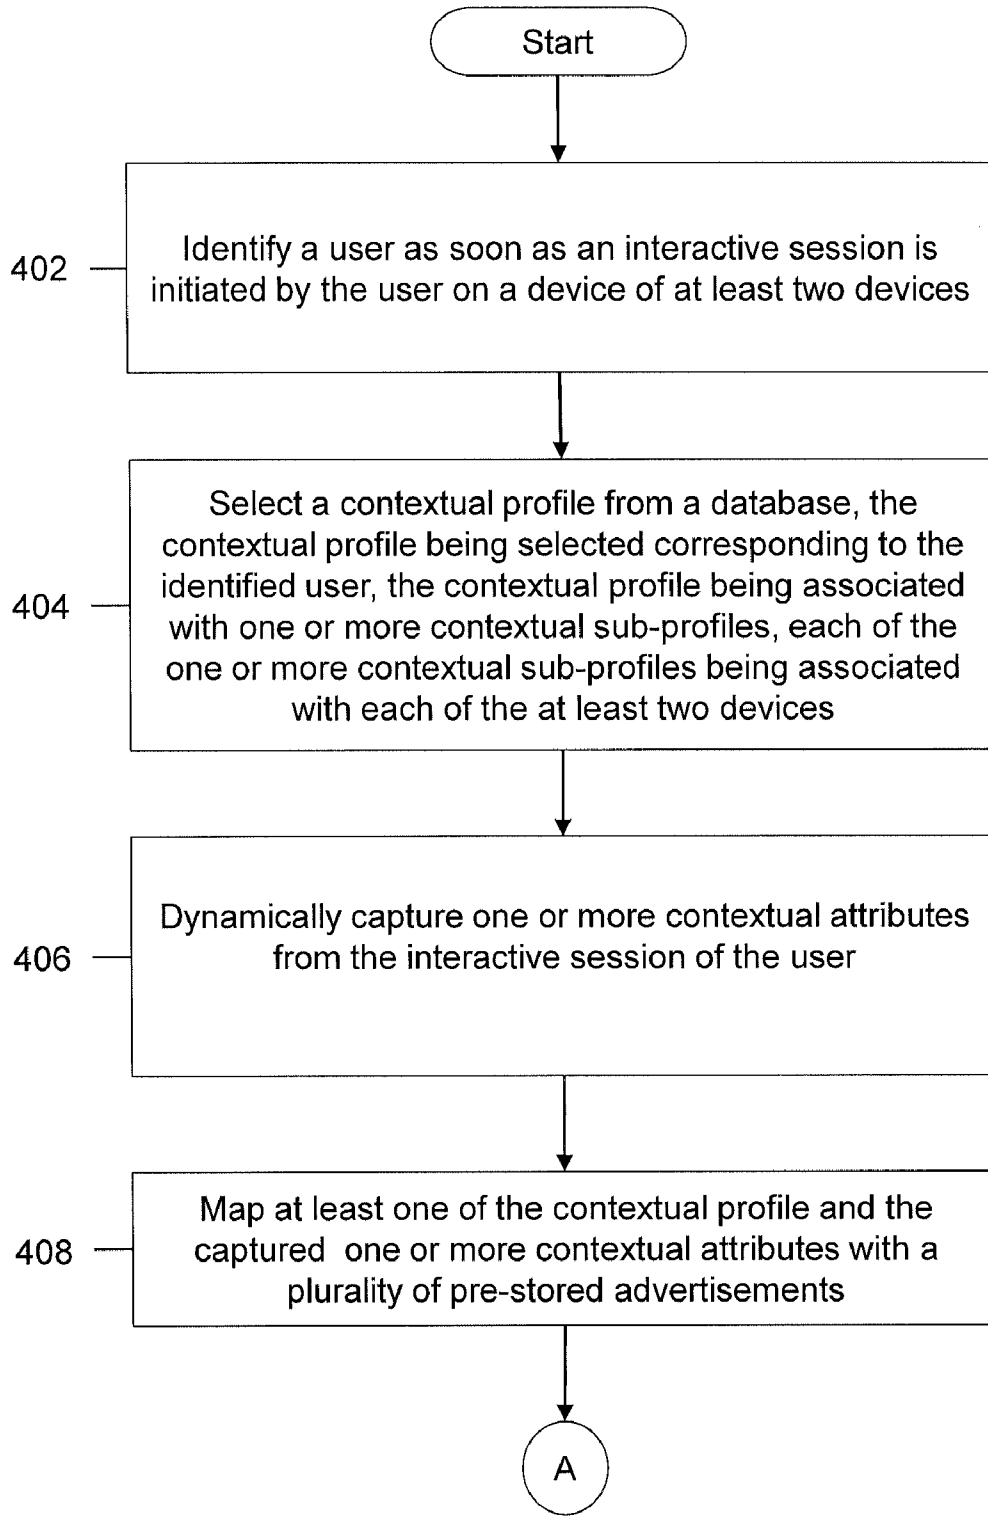 Start
402
Identify a user as soon as an interactive session is
initiated by the user on a device of at least two devices
404
Select a contextual profile from a database, the
contextual profile being selected corresponding to the
identified user, the contextual profile being associated
with one or more contextual sub-profiles, each of the
one or more contextual sub-profiles being associated
with each of the at least two devices
406
Dynamically capture one or more contextual attributes
from the interactive session of the user
408
Map at least one of the contextual profile and the
captured one or more contextual attributes with a
plurality of pre-stored advertisements
A